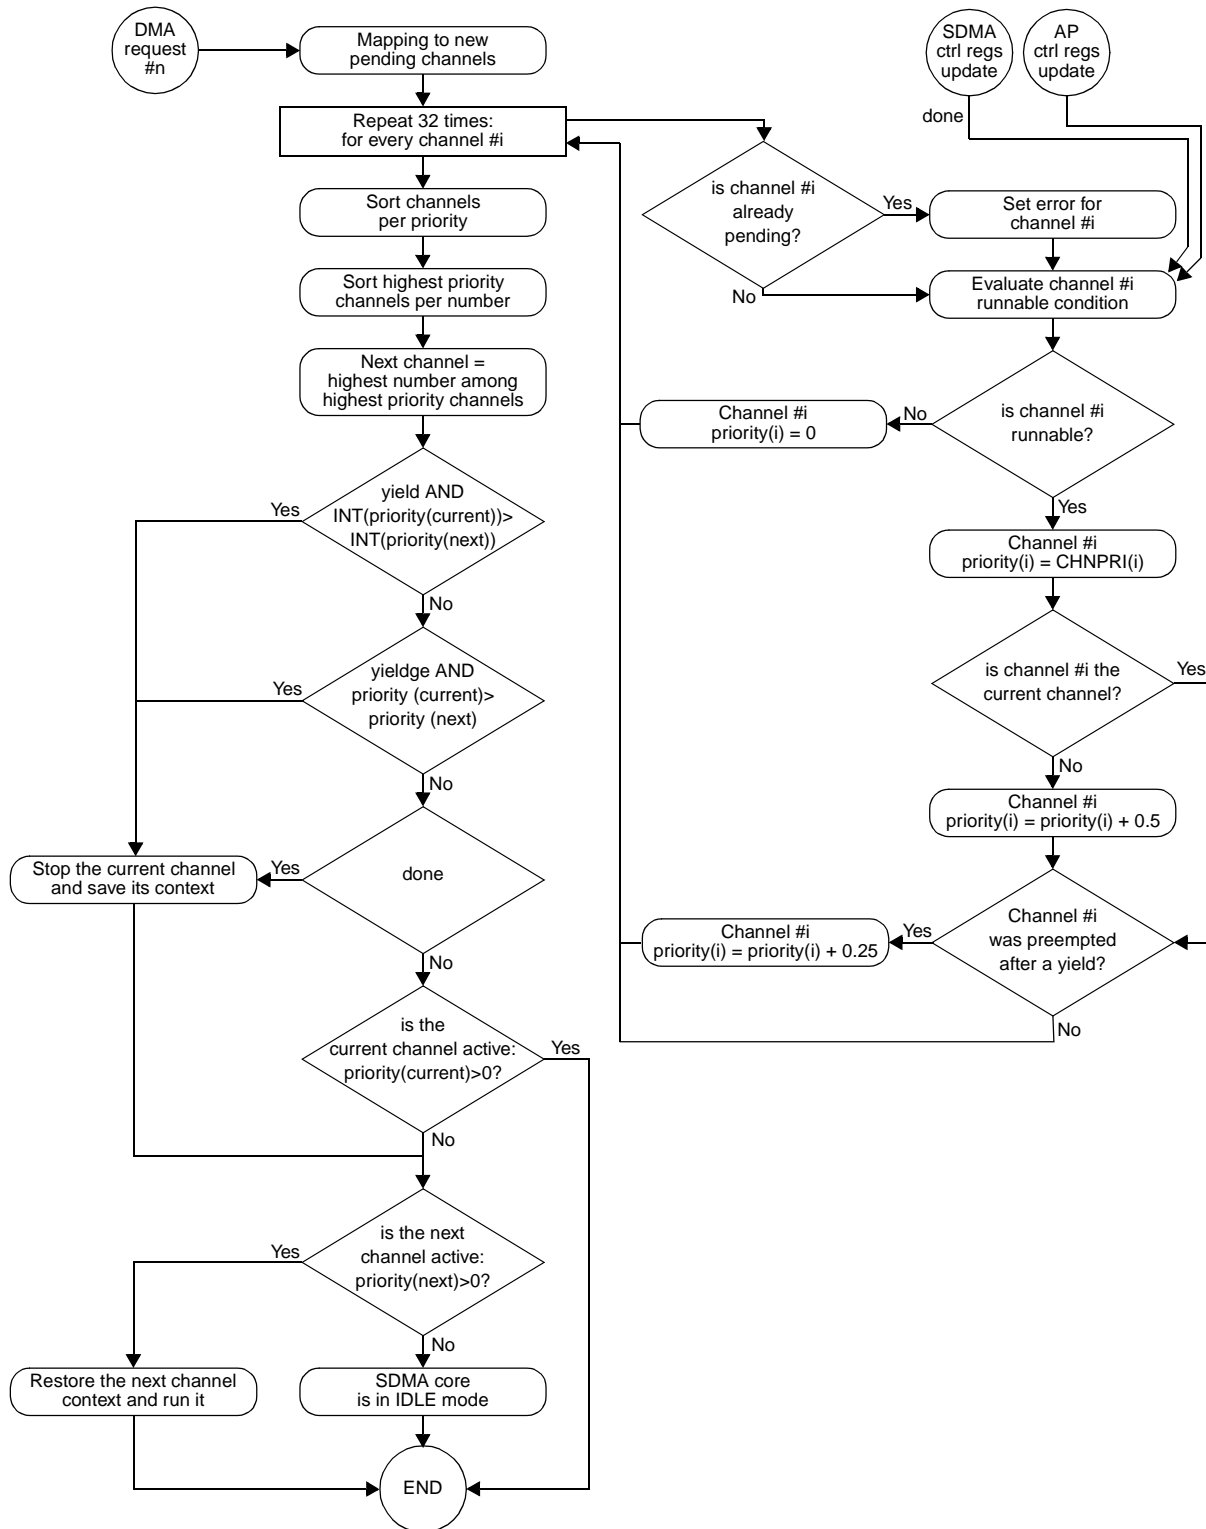 DMA
request
#n
Mapping to new
pending channels
SDMA
ctrl regs
update
AP
ctrl regs
update
done
Repeat 32 times:
for every channel #i
is channel #i
already
pending?
Yes
No
Set error for
channel #i
Sort channels
per priority
Sort highest priority
channels per number
Evaluate channel #i
runnable condition
Next channel =
highest number among
highest priority channels
is channel #i
runnable?
No
Yes
Channel #i
priority(i) = 0
yield AND
INT(priority(current))>
INT(priority(next))
Yes
No
Channel #i
priority(i) = CHNPRI(i)
yieldge AND
priority (current)>
priority (next)
Yes
No
is channel #i the
current channel?
Yes
No
Channel #i
priority(i) = priority(i) + 0.5
done
Yes
No
Stop the current channel
and save its context
Channel #i
was preempted
after a yield?
Yes
No
Channel #i
priority(i) = priority(i) + 0.25
is the
current channel active:
priority(current)>0?
Yes
No
is the next
channel active:
priority(next)>0?
Yes
No
Restore the next channel
context and run it
SDMA core
is in IDLE mode
END